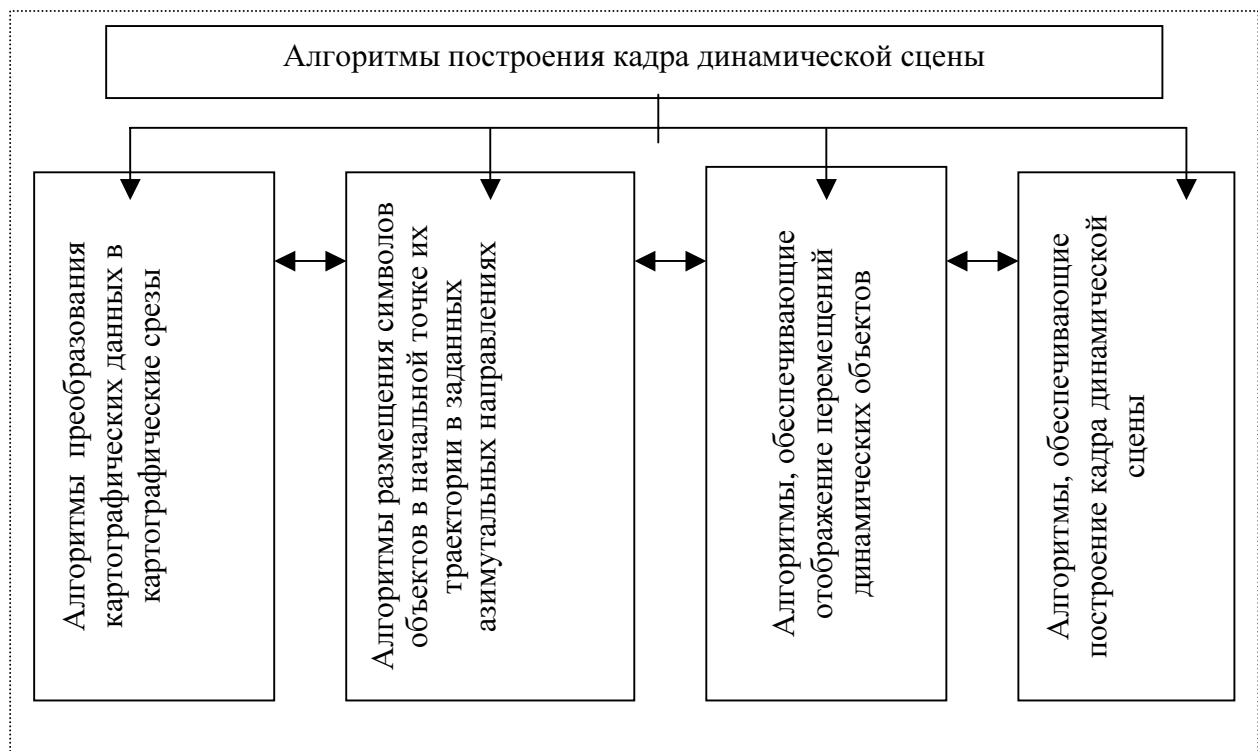 Алгоритмы построения кадра динамической сцены
Алгоритмы преобразования
картографических данных в
картографические срезы
Алгоритмы размещения символов
объектов в начальной точке их
траектории в заданных
азимутальных направлениях
Алгоритмы, обеспечивающие
отображение перемещений
динамических объектов
Алгоритмы, обеспечивающие
построение кадра динамической
сцены